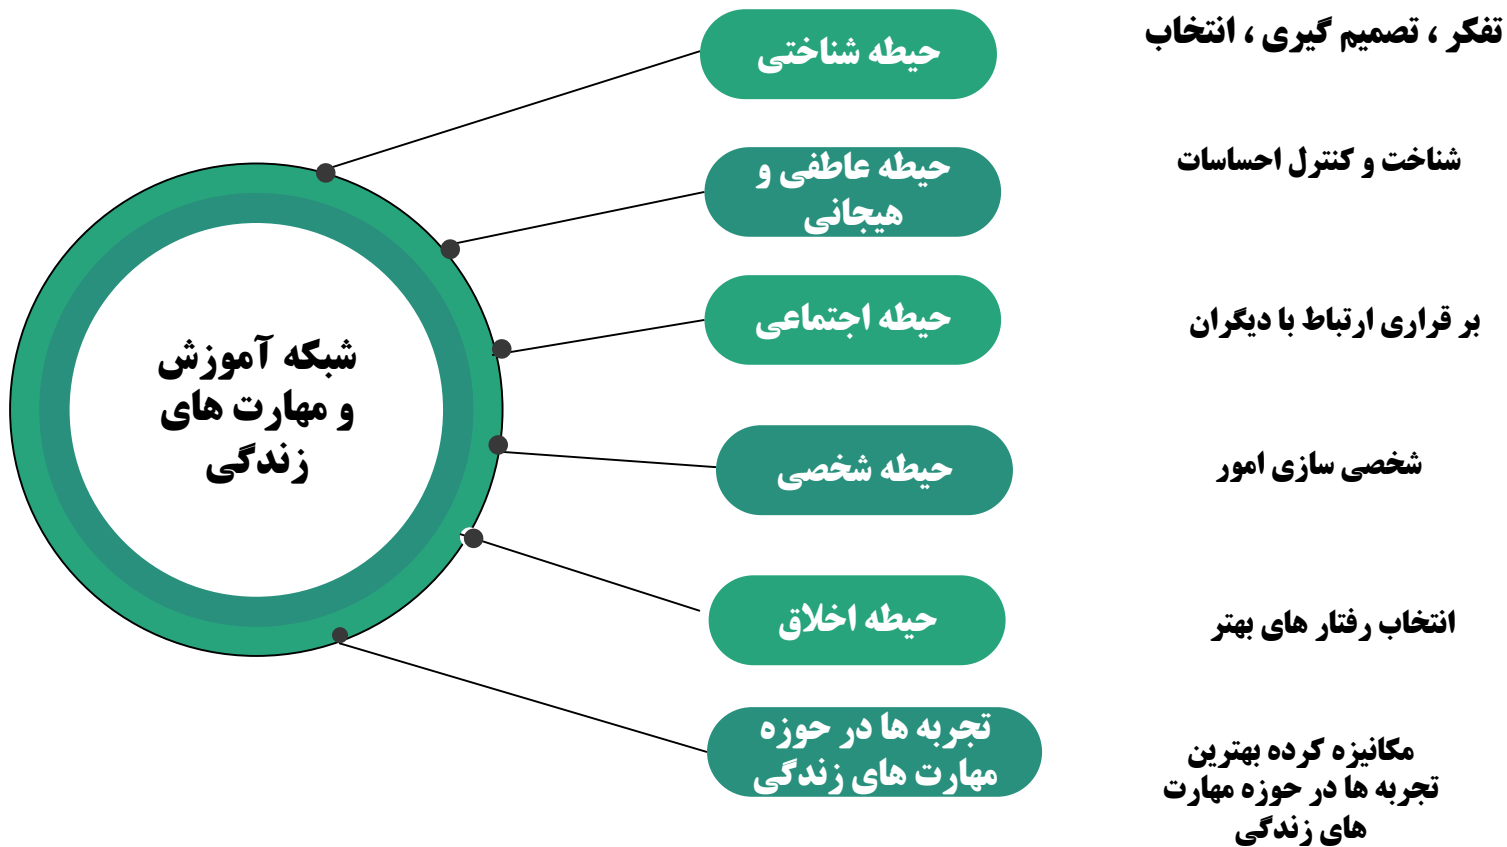 شبکه آموزش
و مهارت های
زندگی
حیطه شناختی
تفکر ، تصمیم گیری ، انتخاب
حیطه عاطفی و
هیجانی
شناخت و کنترل احساسات
حیطه اجتماعی
بر قراری ارتباط با دیگران
حیطه شخصی
شخصی سازی امور
حیطه اخلاق
انتخاب رفتار های بهتر
تجربه ها در حوزه
مهارت های زندگی
مکانیزه کرده بهترین
تجربه ها در حوزه مهارت
های زندگی